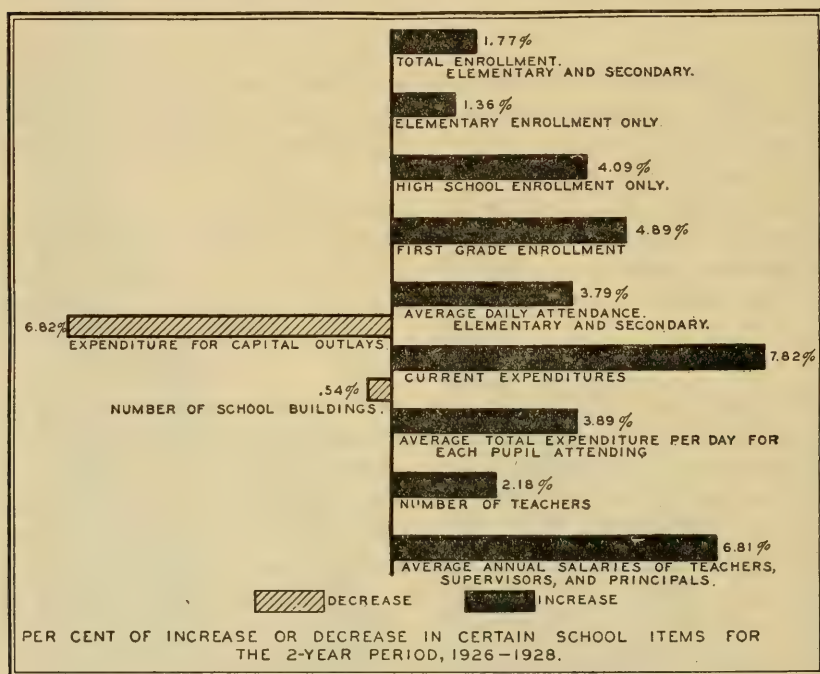 1.77%
TOTAL ENROLLMENT.
ELEMENTARY AND SECONDARY.
1.36%
ELEMENTARY ENROLLMENT ONLY
4.09%
HIGH SCHOOL ENROLLMENT ONLY.
4.89%
FIRST GRADE ENROLLMENT
3.79%
AVERAGE DAILY ATTENDANCE.
ELEMENTARY AND SECONDARY.
6.82%
EXPENDITURE FOR CAPITAL OUTLAYS
7.82%
CURRENT EXPENDITURES
.54%
NUMBER OF SCHOOL BUILDINGS.
3.89%
AVERAGE TOTAL EXPENDITURE PER DAY FOR
EACH PUPIL ATTENDING
2.18%
NUMBER OF TEACHERS
6.81%
AVERAGE ANNUAL SALARIES OF TEACHERS,
SUPERVISORS, AND PRINCIPALS.
DECREASE INCREASE
PER CENT OF INCREASE OR DECREASE IN CERTAIN SCHOOL ITEMS FOR
THE 2-YEAR PERIOD, 1926-1928.